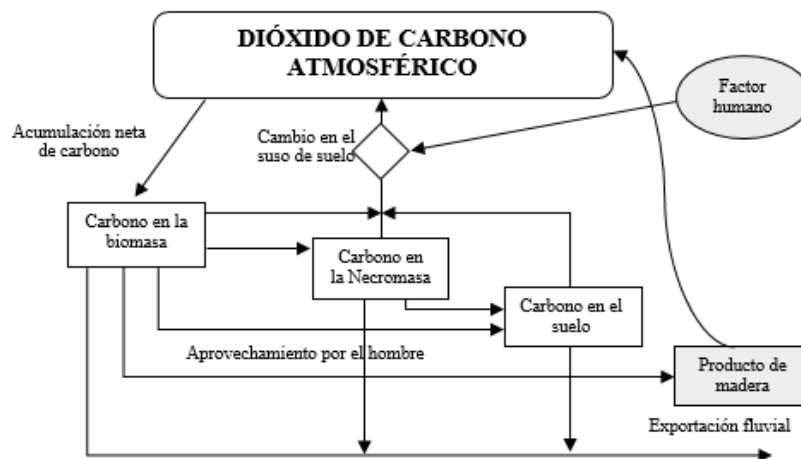 DIÓXIDO DE CARBONO
ATMOSFÉRICO
Factor
humano
Acumulación neta
de carbono
Cambio en el
suso de suelo
Carbono en la
biomasa
Carbono en
la Necromasa
Carbono en el
suelo
Aprovechamiento por el hombre
Producto de
madera
Exportación fluvial